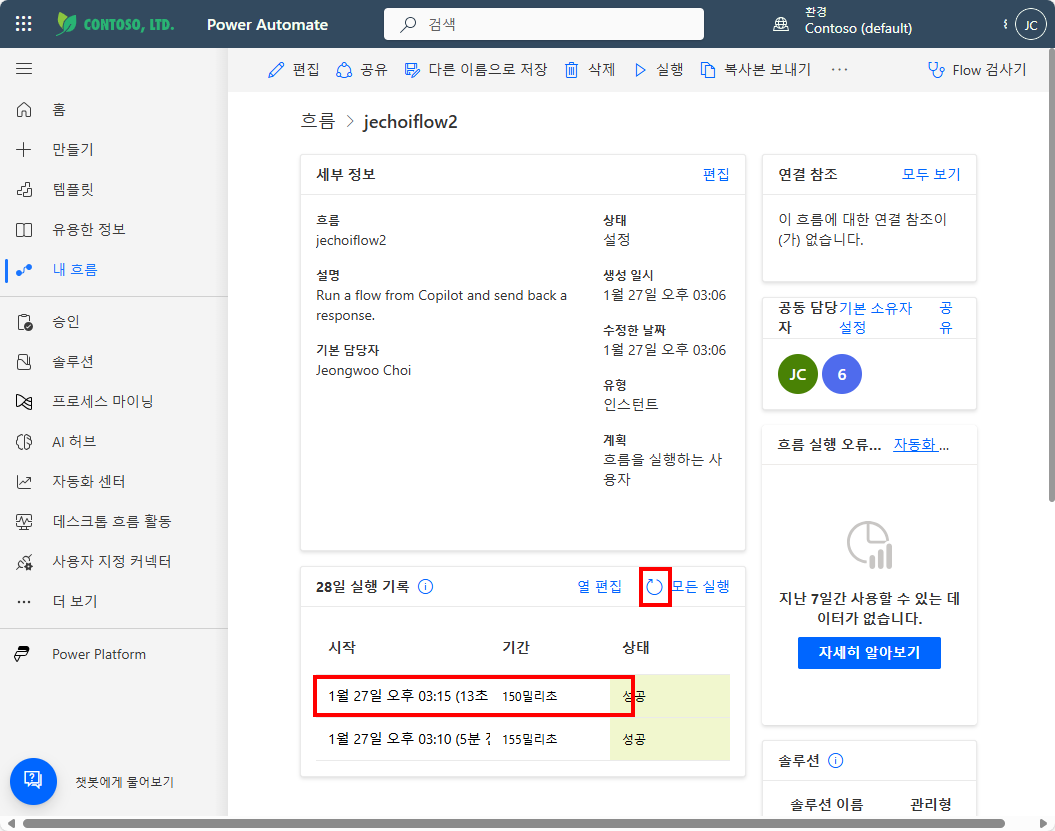 CONTOSO, LTD.
Power Automate
검색
환경
Contoso (default)
JC
편집
공유
다른 이름으로 저장
삭제
실행
복사본 보내기
···
Flow 검사기
홈
만들기
템플릿
유용한 정보
내 흐름
승인
솔루션
프로세스 마이닝
AI 허브
자동화 센터
데스크톱 흐름 활동
사용자 지정 커넥터
더 보기
Power Platform
챗봇에게 물어보기
흐름 > jechoiflow2
세부 정보
편집
흐름
jechoiflow2
설명
Run a flow from Copilot and send back a
response.
기본 담당자
Jeongwoo Choi
상태
설정
생성 일시
1월 27일 오후 03:06
수정한 날짜
1월 27일 오후 03:06
유형
인스턴트
계획
흐름을 실행하는 사
용자
28일 실행 기록
열 편집
모든 실행
시작 기간 상태
1월 27일 오후 03:15 (13초 150밀리초 성공
1월 27일 오후 03:10 (5분 전 155밀리초 성공
연결 참조
모두 보기
이 흐름에 대한 연결 참조이
(가) 없습니다.
공동 담당
자
기본 소유자
설정
공
유
JC
6
흐름 실행 오류...
자동화 ...
지난 7일간 사용할 수 있는 데
이터가 없습니다.
자세히 알아보기
솔루션
솔루션 이름 관리형